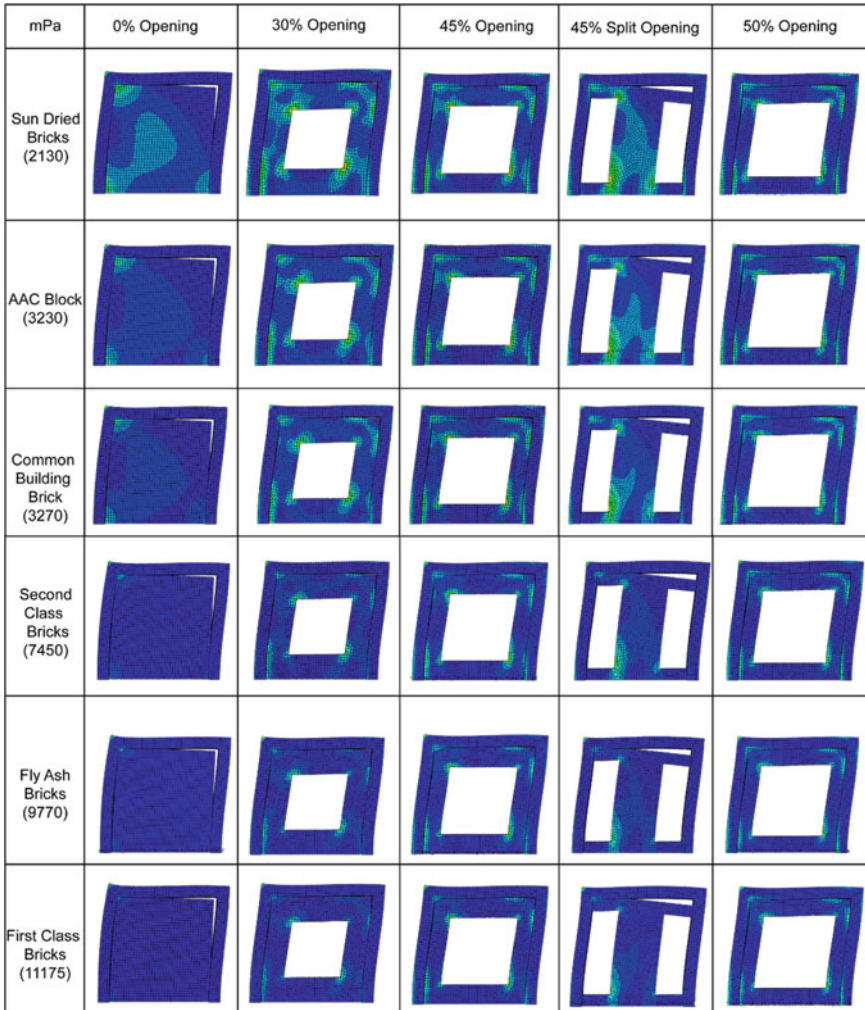 mPa
0% Opening
30% Opening
45% Opening
45% Split Opening
50% Opening
Sun Dried
Bricks
(2130)
AAC Block
(3230)
Common
Building
Brick
(3270)
Second
Class
Bricks
(7450)
Fly Ash
Bricks
(9770)
First Class
Bricks
(11175)